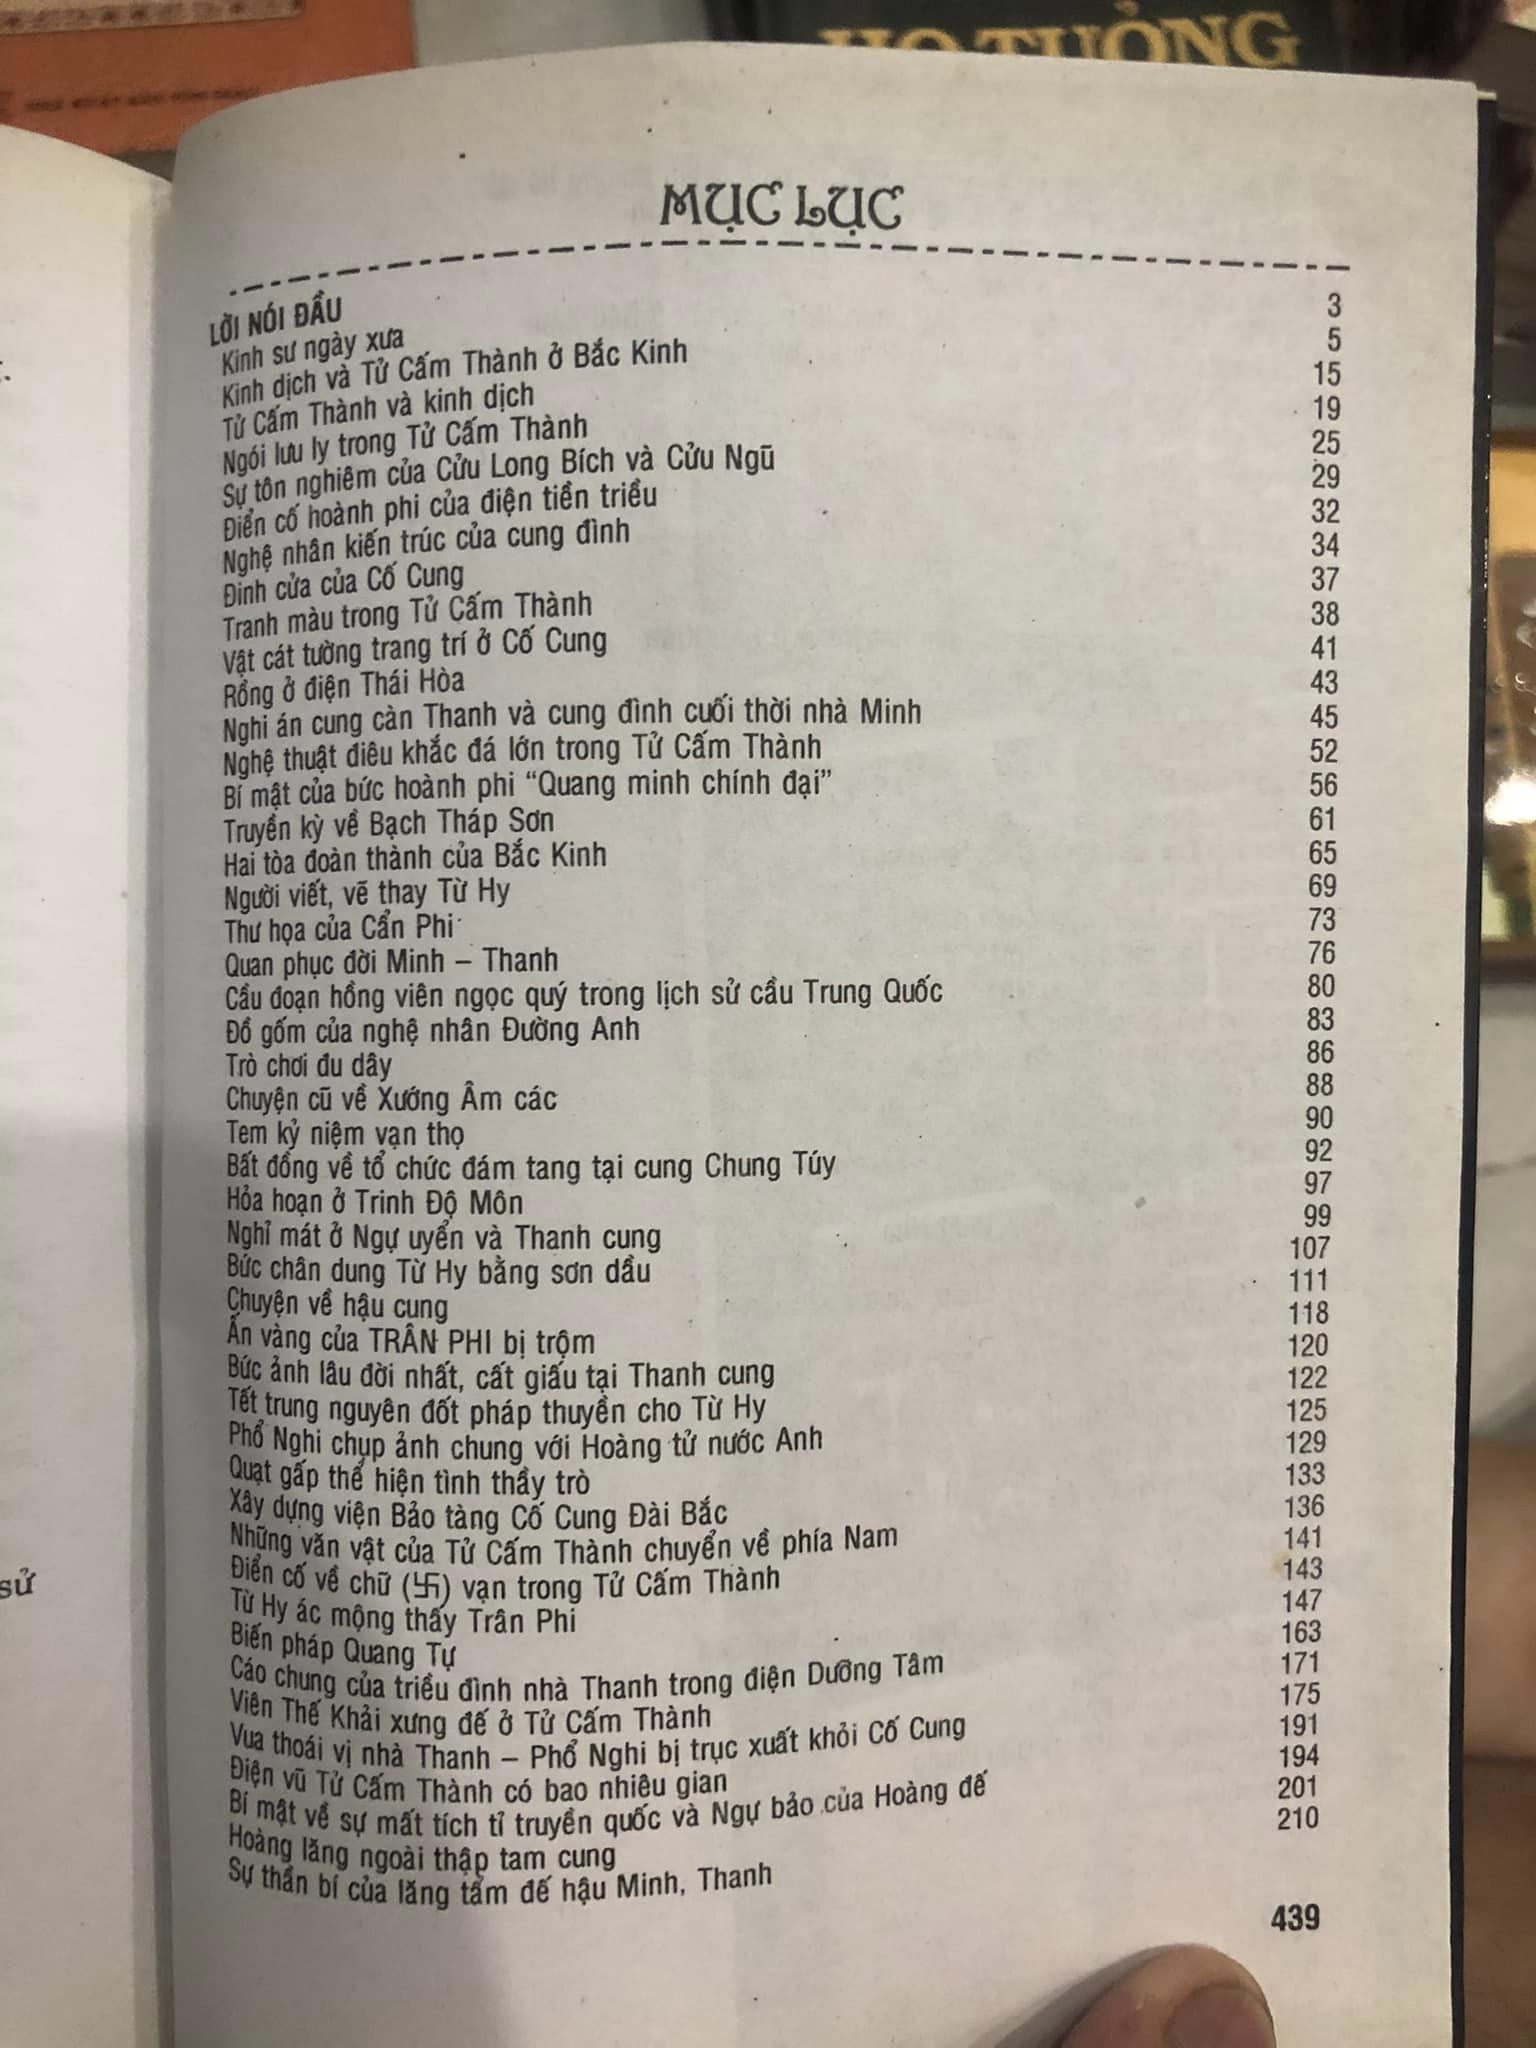 HỌ TƯỞNG
sử
MỤC LỤC
LỜI NÓI ĐẦU 3
Kinh sư ngày xưa 5
Kinh dịch và Tử Cấm Thành ở Bắc Kinh 15
Tử Cấm Thành và kinh dịch 19
Ngói lưu ly trong Tử Cấm Thành 25
Sự tôn nghiêm của Cửu Long Bích và Cửu Ngũ 29
Điển cố hoành phi của điện tiền triều 32
Nghệ nhân kiến trúc của cung đình 34
Đinh cửa của Cố Cung 37
Tranh màu trong Tử Cấm Thành 38
Vật cát tường trang trí ở Cố Cung 41
Rồng ở điện Thái Hòa 43
Nghi án cung càn Thanh và cung đình cuối thời nhà Minh 45
Nghệ thuật điêu khắc đá lớn trong Tử Cấm Thành 52
Bí mật của bức hoành phi “Quang minh chính đại” 56
Truyền kỳ về Bạch Tháp Sơn 61
Hai tòa đoàn thành của Bắc Kinh 65
Người viết, vẽ thay Từ Hy 69
Thư họa của Cẩn Phi 73
Quan phục đời Minh – Thanh 76
Cầu đoạn hồng viên ngọc quý trong lịch sử cầu Trung Quốc 80
Đồ gốm của nghệ nhân Đường Anh 83
Trò chơi đu dây 86
Chuyện cũ về Xướng Âm các 88
Tem kỷ niệm vạn thọ 90
Bất đồng về tổ chức đám tang tại cung Chung Túy 92
Hỏa hoạn ở Trinh Độ Môn 97
Nghỉ mát ở Ngự uyển và Thanh cung 99
Bức chân dung Từ Hy bằng sơn dầu 107
Chuyện về hậu cung 111
Ấn vàng của TRÂN PHI bị trộm 118
Bức ảnh lâu đời nhất, cất giấu tại Thanh cung 120
Tết trung nguyên đốt pháp thuyền cho Từ Hy 122
Phổ Nghi chụp ảnh chung với Hoàng tử nước Anh 125
Quạt gấp thể hiện tình thầy trò 129
Xây dựng viện Bảo tàng Cố Cung Đài Bắc 133
Những văn vật của Tử Cấm Thành chuyển về phía Nam 136
Điển cố về chữ (卐) vạn trong Tử Cấm Thành 141
Từ Hy ác mộng thấy Trân Phi 143
Biến pháp Quang Tự 147
Cáo chung của triều đình nhà Thanh trong điện Dưỡng Tâm 163
Viên Thế Khải xưng đế ở Tử Cấm Thành 171
Vua thoái vị nhà Thanh – Phổ Nghi bị trục xuất khỏi Cố Cung 175
Điện vũ Tử Cấm Thành có bao nhiêu gian 191
Bí mật về sự mất tích tỉ truyền quốc và Ngự bảo của Hoàng đế 194
Hoàng lăng ngoài thập tam cung 201
Sự thần bí của lăng tẩm đế hậu Minh, Thanh 210
439